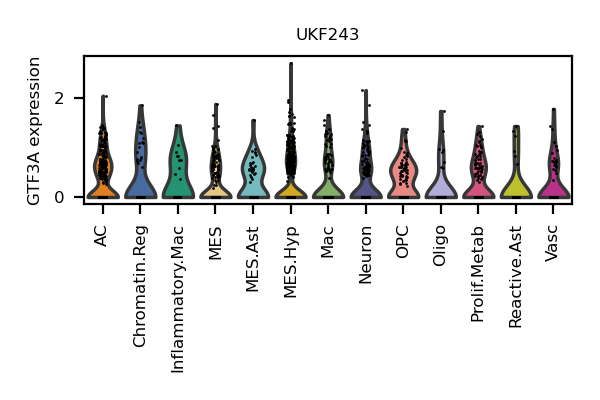 UKF243
GTF3A expression
2
0
AC
Chromatin.Reg
Inflammatory.Mac
MES
MES.Ast
MES.Hyp
Mac
Neuron
OPC
Oligo
Prolif.Metab
Reactive.Ast
Vasc